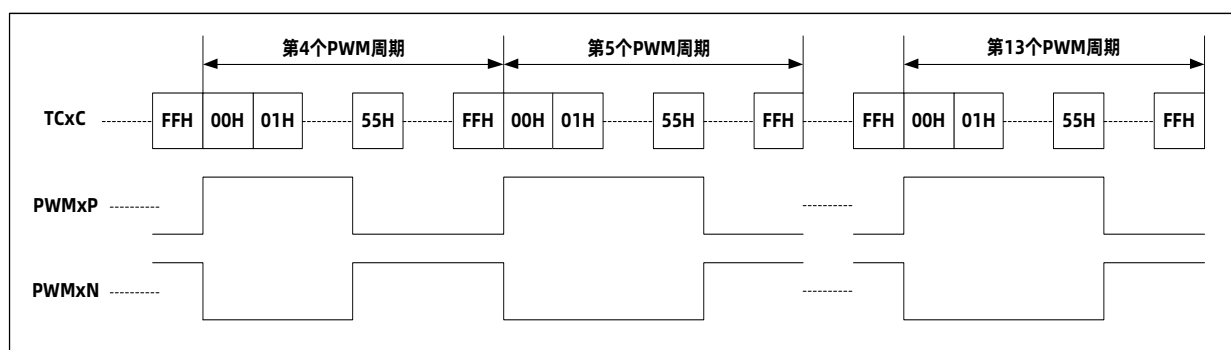 第4个PWM周期 第5个PWM周期 第13个PWM周期
TCxC FFH 00H 01H 55H FFH 00H 01H 55H FFH FFH 00H 01H 55H FFH
PWMxP
PWMxN